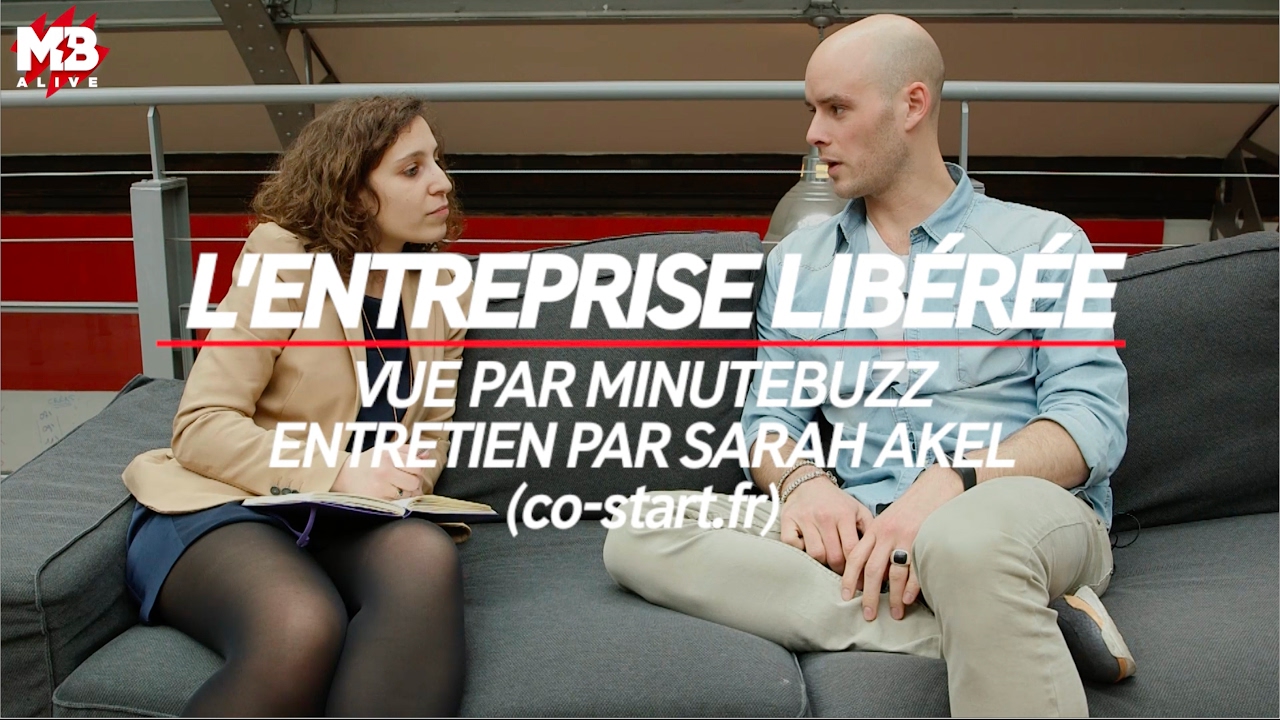 MB
ALIVE
L'ENTREPRISE LIBÉRÉE
VUE PAR MINUTEBUZZ
ENTRETIEN PAR SARAH AKEL
(co-start.fr)